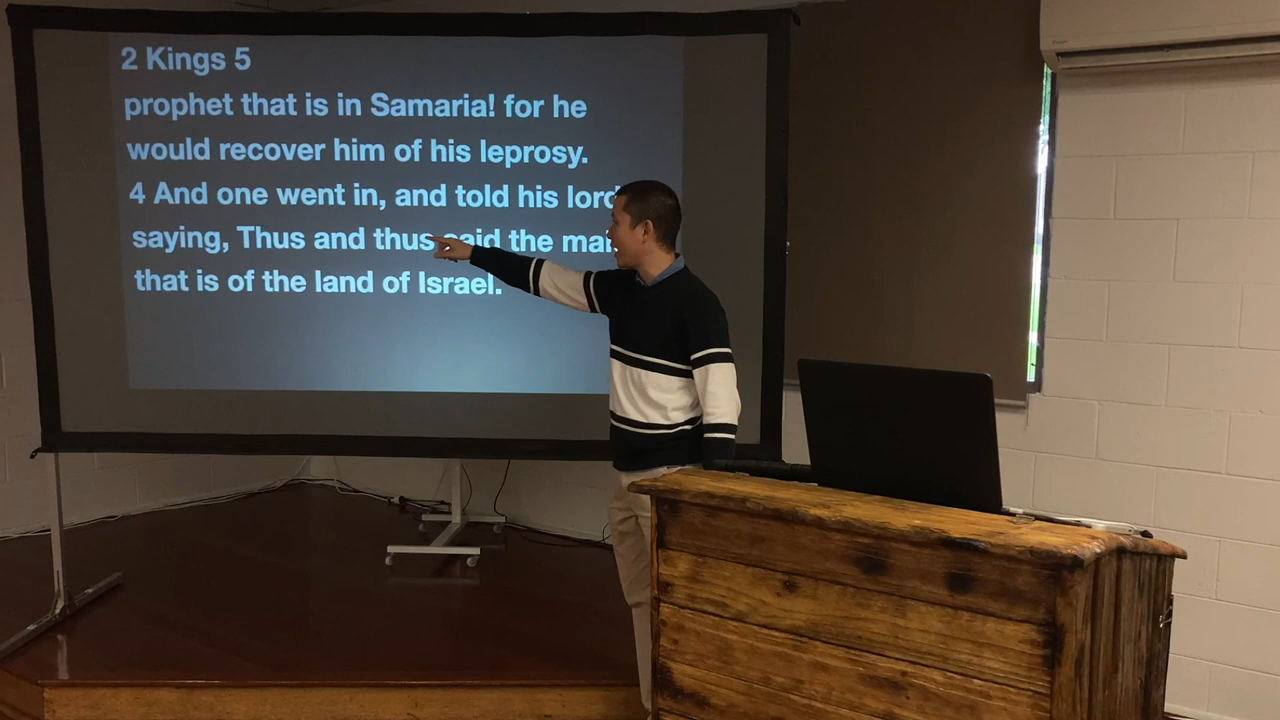 2 Kings 5
prophet that is in Samaria! for he
would recover him of his leprosy.
4 And one went in, and told his lord
saying, Thus and thus said the
that is of the land of Israel.